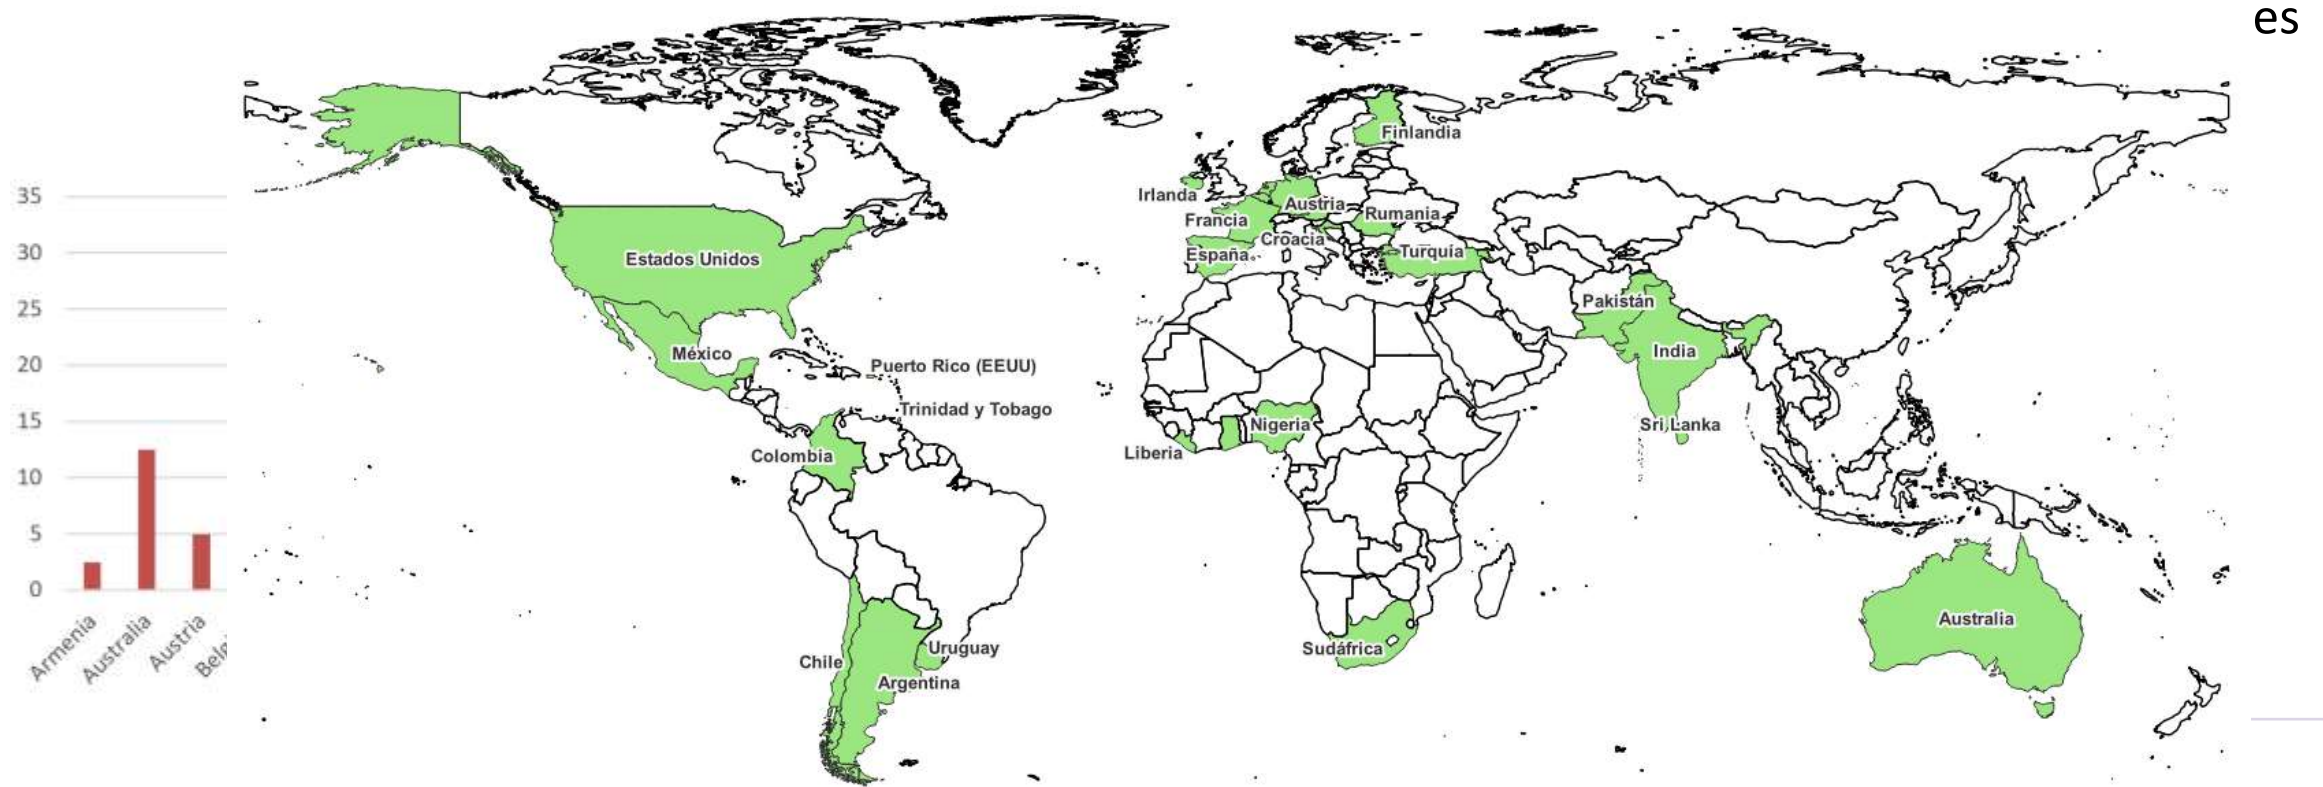 es
35
30
25
20
15
10
5
0
Armenia
Australia
Austria
Finlandia
Irlanda
Austria
Francia
Rumania
Croacia
España
Turquía
Estados Unidos
Pakistán
México
India
Puerto Rico (EEUU)
Trinidad y Tobago
Nigeria
Sri Lanka
Colombia
Liberia
Australia
Sudáfrica
Uruguay
Chile
Argentina